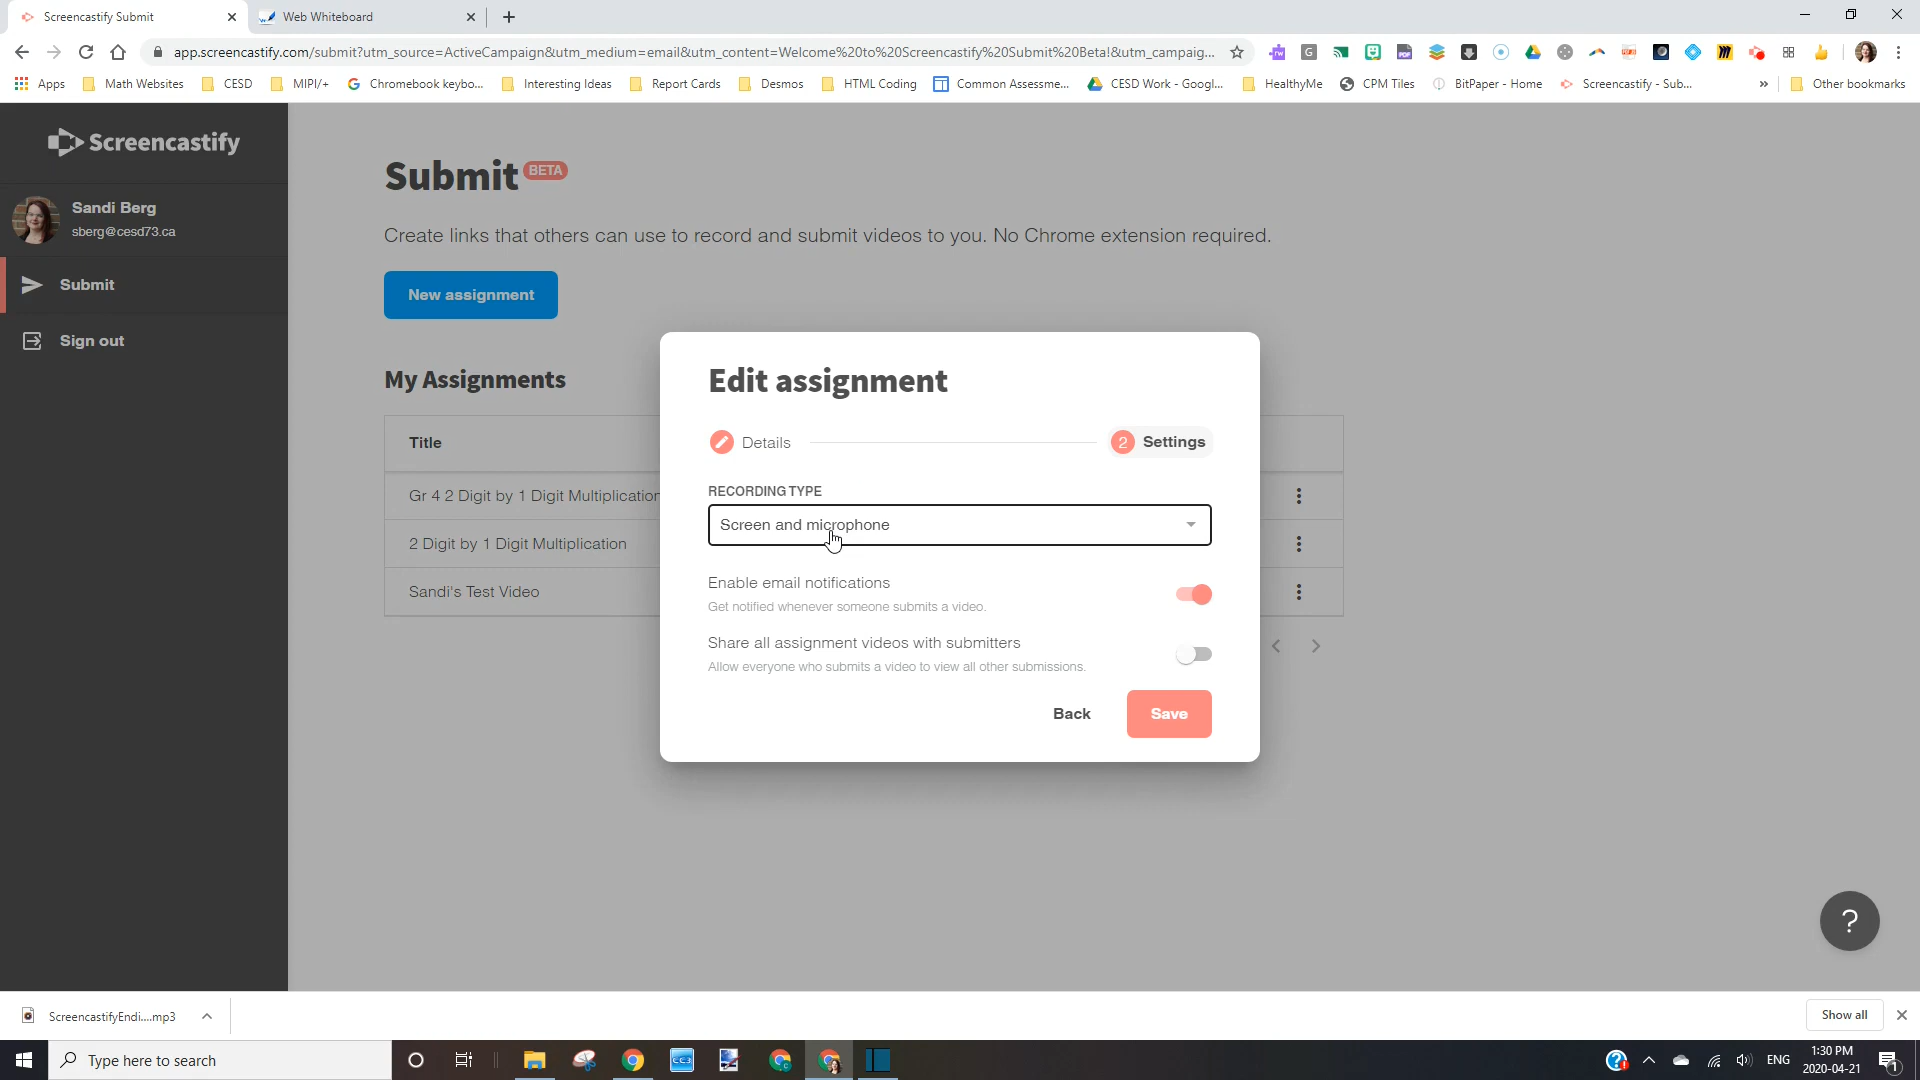 Screencastify Submit
Web Whiteboard
app.screencastify.com/submit?utm_source=ActiveCampaign&utm_medium=email&utm_content=Welcome%20to%20Screencastify%20Submit%20Beta!&utm_campaig...
Apps Math Websites CESD MIPI/+ Chromebook keybo... Interesting Ideas Report Cards Desmos HTML Coding Common Assessme... CESD Work - Googl... HealthyMe CPM Tiles BitPaper - Home Screencastify - Sub... » Other bookmarks
Screencastify
Sandi Berg
sberg@cesd73.ca
Submit
Sign out
Submit BETA
Create links that others can use to record and submit videos to you. No Chrome extension required.
New assignment
My Assignments
Title
Gr 4 2 Digit by 1 Digit Multiplication
2 Digit by 1 Digit Multiplication
Sandi's Test Video
Edit assignment
Details
2 Settings
RECORDING TYPE
Screen and microphone
Enable email notifications
Get notified whenever someone submits a video.
Share all assignment videos with submitters
Allow everyone who submits a video to view all other submissions.
Back
Save
?
ScreencastifyEndi....mp3
Show all
Type here to search
ENG
1:30 PM
2020-04-21
1